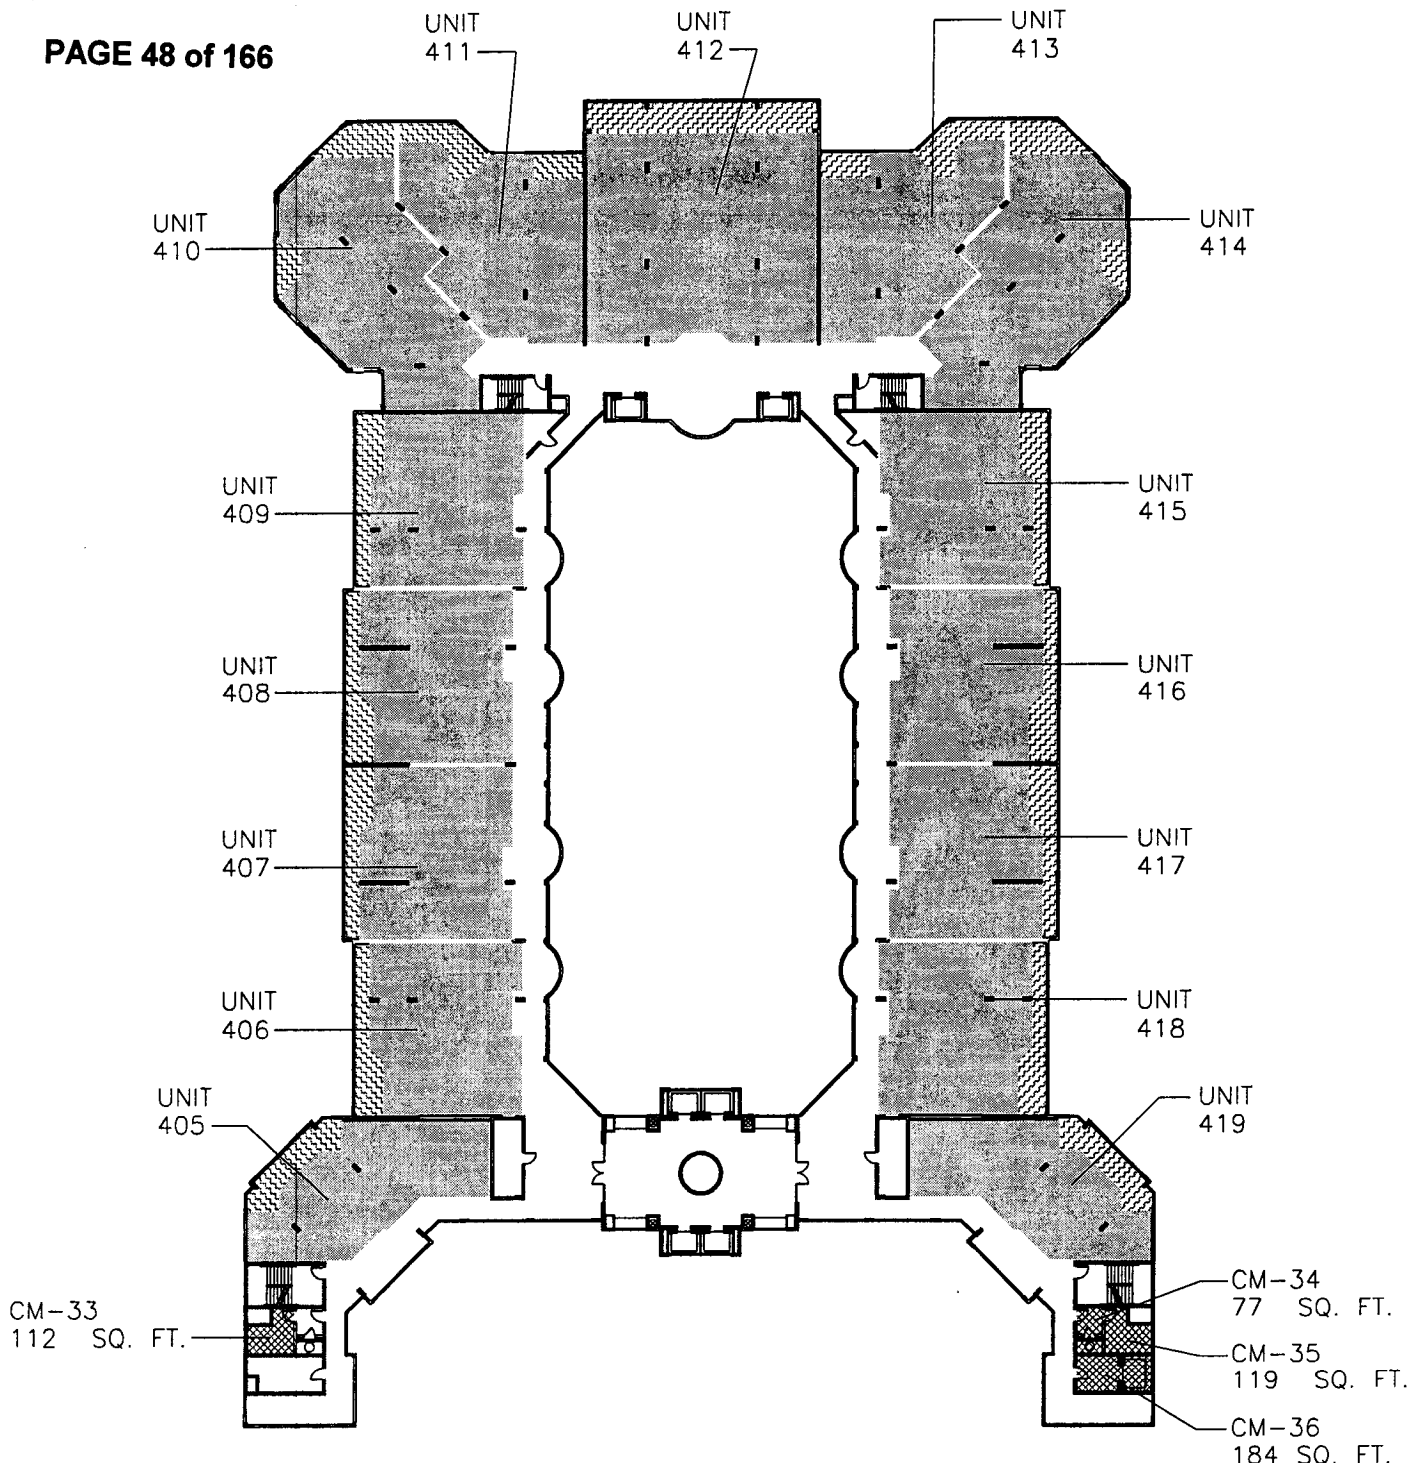 PAGE 48 of 166
UNIT
411
UNIT
412
UNIT
413
UNIT
410
UNIT
414
UNIT
409
UNIT
415
UNIT
408
UNIT
416
UNIT
407
UNIT
417
UNIT
406
UNIT
418
UNIT
405
UNIT
419
CM-33
112 SQ. FT.
CM-34
77 SQ. FT.
CM-35
119 SQ. FT.
CM-36
184 SQ. FT.